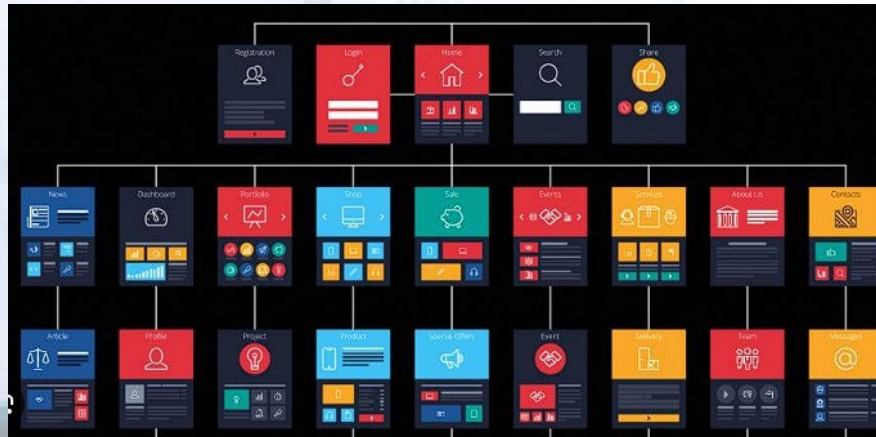 Registration
Login
Home
Search
Share
News
Dashboard
Portfolio
Shop
Sale
Events
Services
About Us
Contacts
Article
Profile
Project
Product
Special Offers
Event
Delivery
Team
Messages